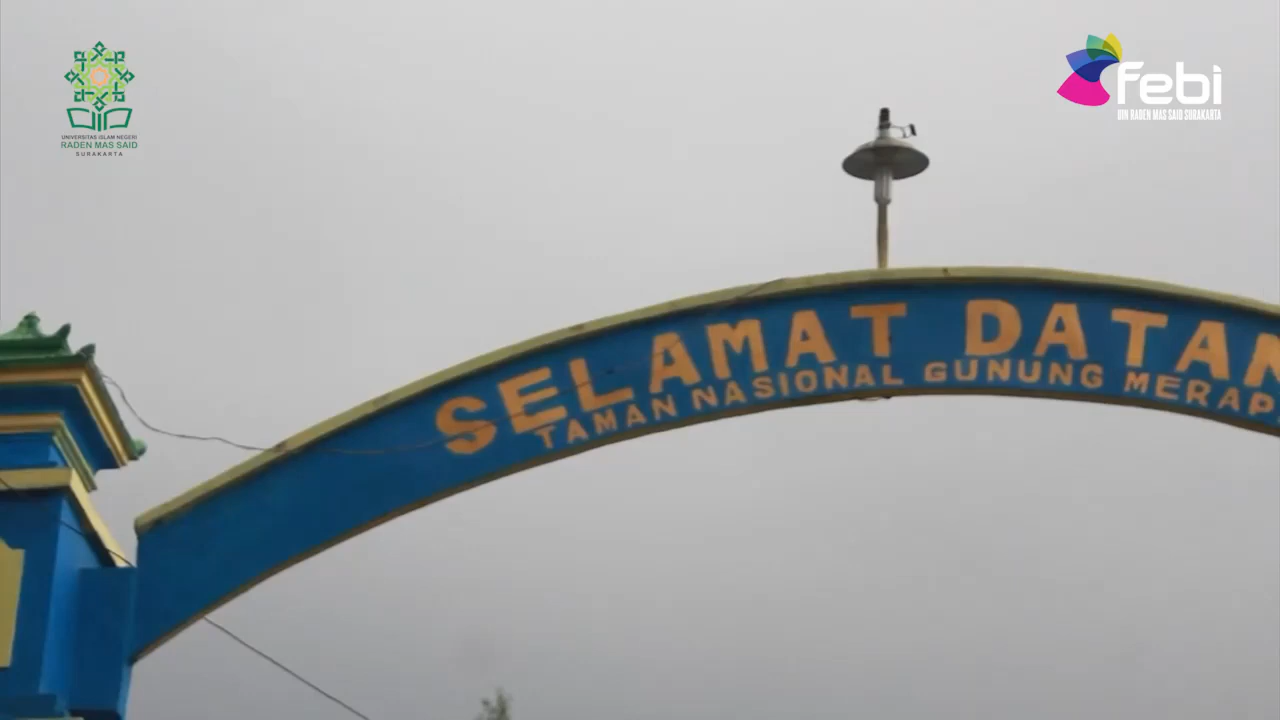 UNIVERSITAS ISLAM NEGERI
RADEN MAS SAID
SURAKARTA
febi
UIN RADEN MAS SAID SURAKARTA
SELAMAT DATAN
TAMAN NASIONAL GUNUNG MERAP